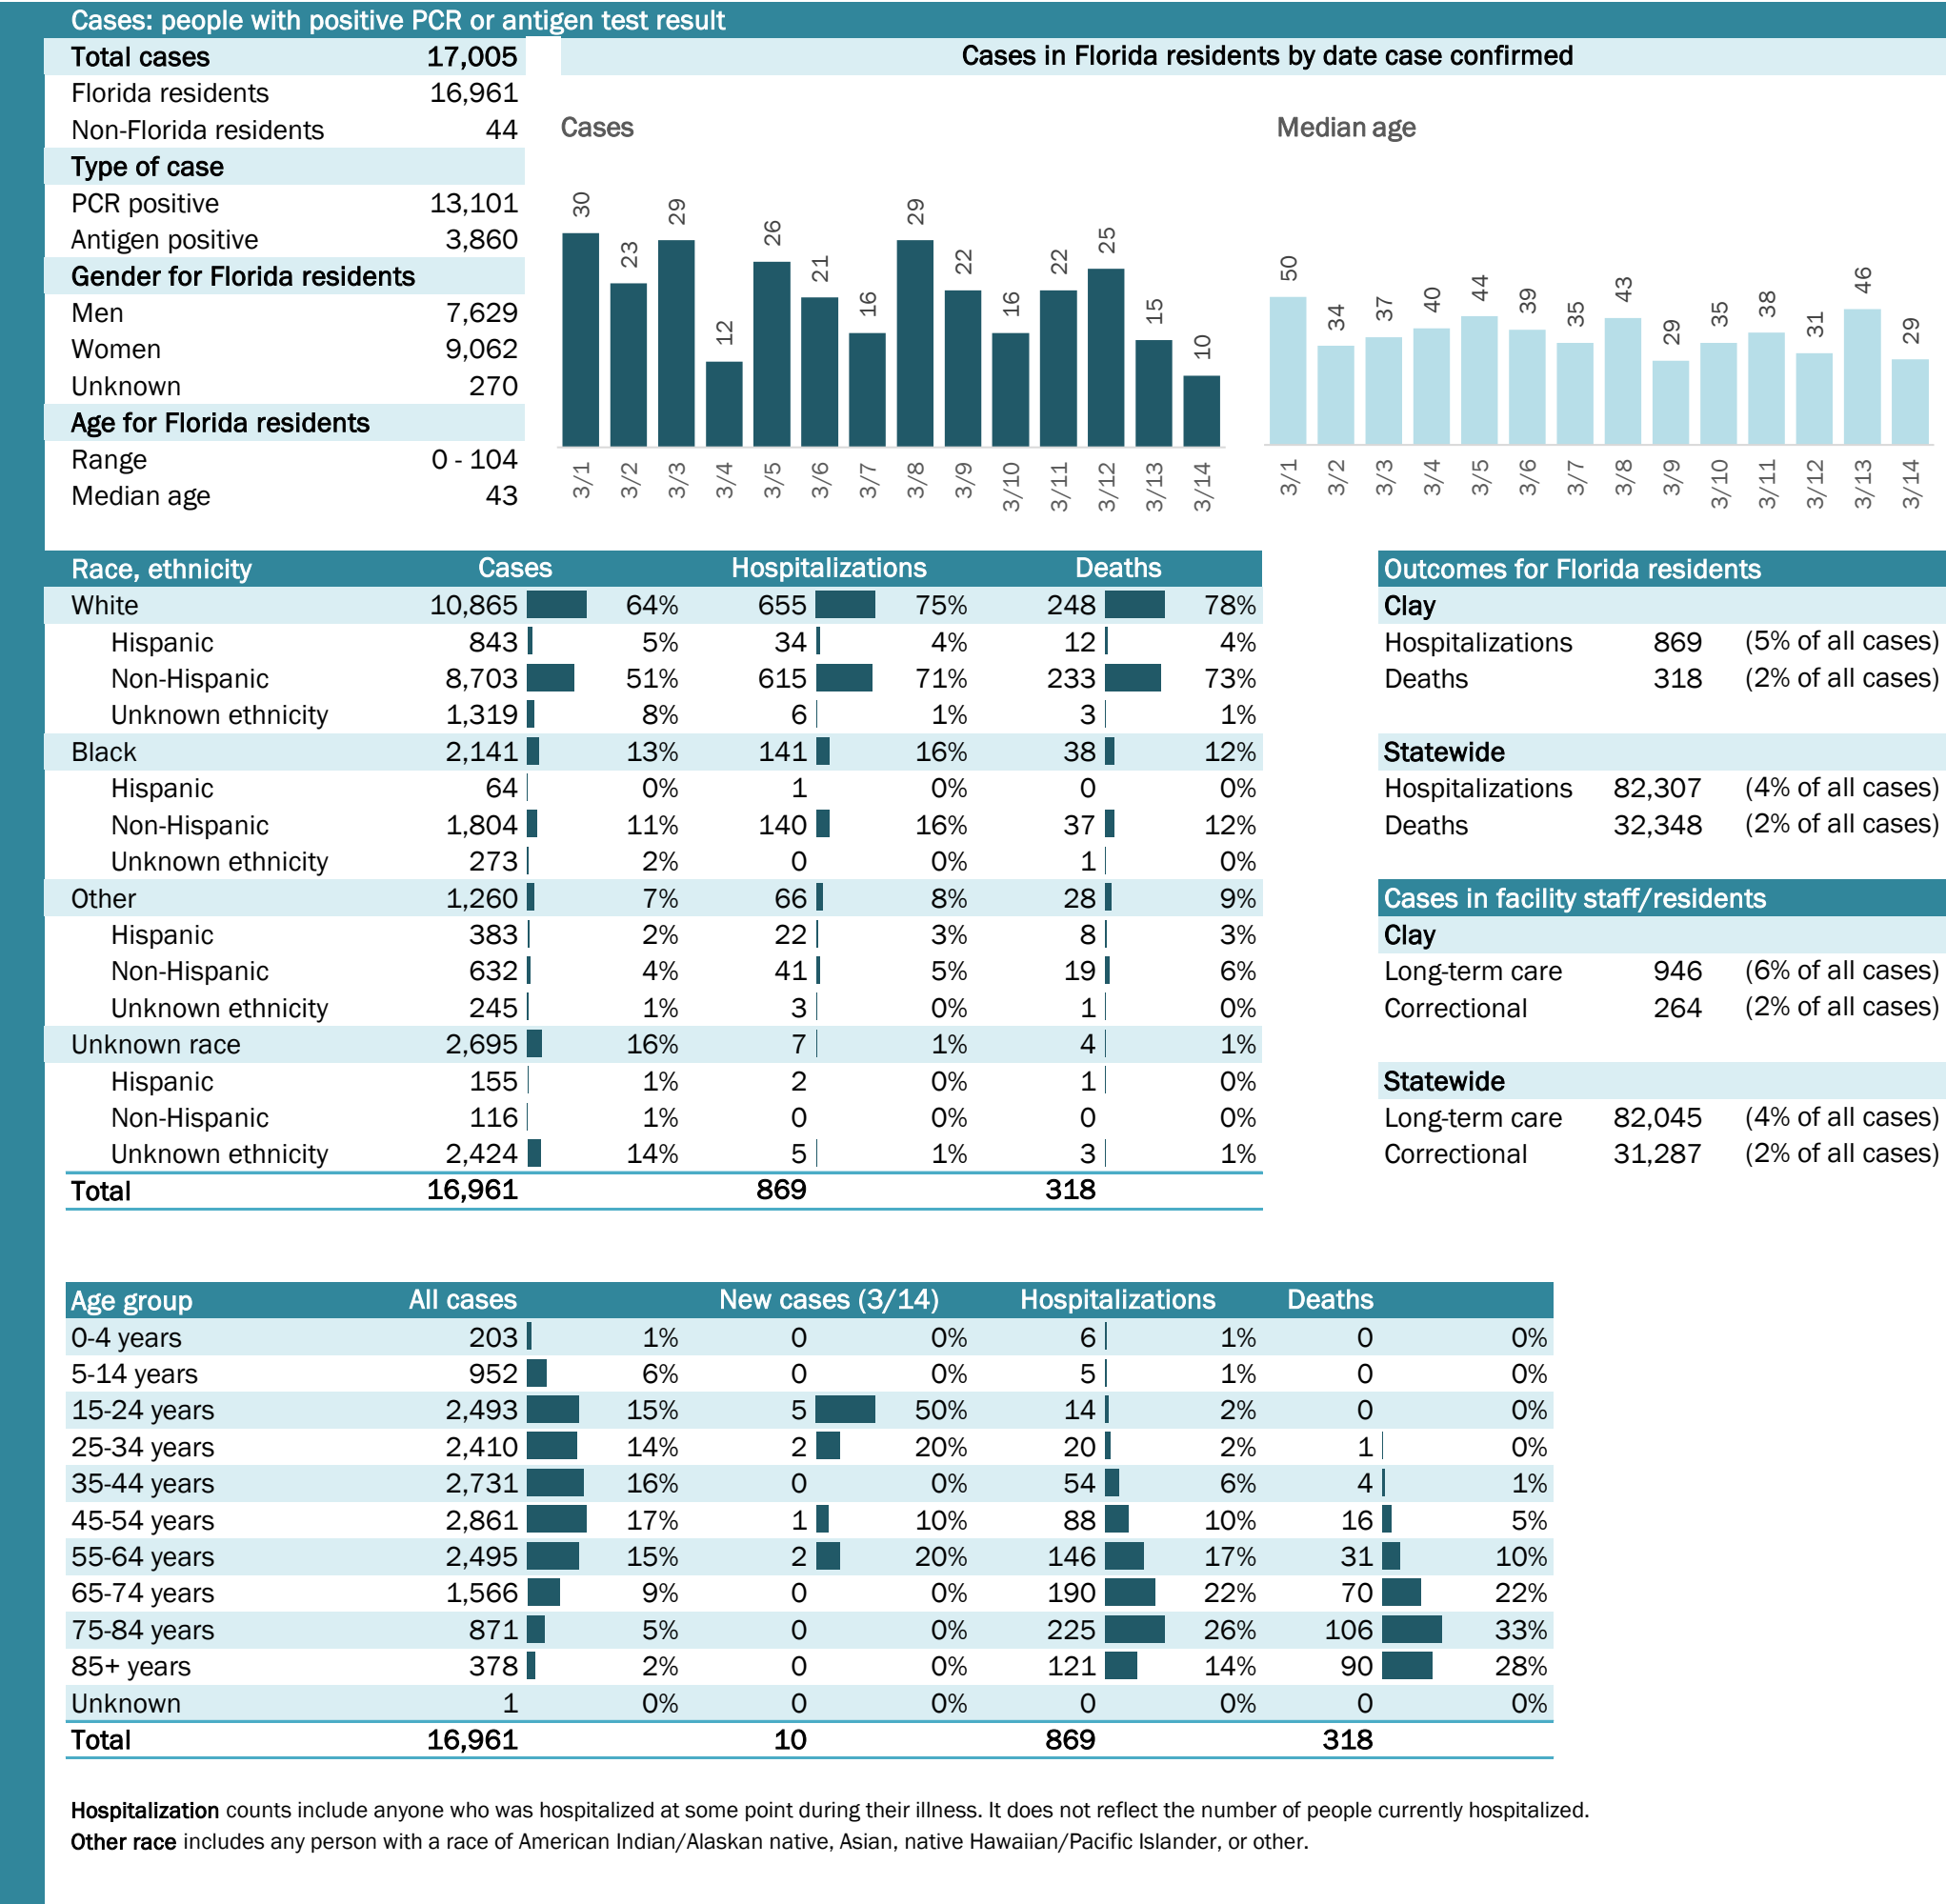 Cases: people with positive PCR or antigen test result
Total cases 17,005
Florida residents 16,961
Non-Florida residents 44
Type of case
PCR positive 13,101
Antigen positive 3,860
Gender for Florida residents
Men 7,629
Women 9,062
Unknown 270
Age for Florida residents
Range 0 - 104
Median age 43
Cases in Florida residents by date case confirmed
Cases
30 23 29 12 26 21 16 29 22 16 22 25 15 10
3/1 3/2 3/3 3/4 3/5 3/6 3/7 3/8 3/9 3/10 3/11 3/12 3/13 3/14
Median age
50 34 37 40 44 39 35 43 29 35 38 31 46 29
3/1 3/2 3/3 3/4 3/5 3/6 3/7 3/8 3/9 3/10 3/11 3/12 3/13 3/14
Race, ethnicity Cases Hospitalizations Deaths
White 10,865 64% 655 75% 248 78%
Hispanic 843 5% 34 4% 12 4%
Non-Hispanic 8,703 51% 615 71% 233 73%
Unknown ethnicity 1,319 8% 6 1% 3 1%
Black 2,141 13% 141 16% 38 12%
Hispanic 64 0% 1 0% 0 0%
Non-Hispanic 1,804 11% 140 16% 37 12%
Unknown ethnicity 273 2% 0 0% 1 0%
Other 1,260 7% 66 8% 28 9%
Hispanic 383 2% 22 3% 8 3%
Non-Hispanic 632 4% 41 5% 19 6%
Unknown ethnicity 245 1% 3 0% 1 0%
Unknown race 2,695 16% 7 1% 4 1%
Hispanic 155 1% 2 0% 1 0%
Non-Hispanic 116 1% 0 0% 0 0%
Unknown ethnicity 2,424 14% 5 1% 3 1%
Total 16,961 869 318
Outcomes for Florida residents
Clay
Hospitalizations 869 (5% of all cases)
Deaths 318 (2% of all cases)
Statewide
Hospitalizations 82,307 (4% of all cases)
Deaths 32,348 (2% of all cases)
Cases in facility staff/residents
Clay
Long-term care 946 (6% of all cases)
Correctional 264 (2% of all cases)
Statewide
Long-term care 82,045 (4% of all cases)
Correctional 31,287 (2% of all cases)
Age group All cases New cases (3/14) Hospitalizations Deaths
0-4 years 203 1% 0 0% 6 1% 0 0%
5-14 years 952 6% 0 0% 5 1% 0 0%
15-24 years 2,493 15% 5 50% 14 2% 0 0%
25-34 years 2,410 14% 2 20% 20 2% 1 0%
35-44 years 2,731 16% 0 0% 54 6% 4 1%
45-54 years 2,861 17% 1 10% 88 10% 16 5%
55-64 years 2,495 15% 2 20% 146 17% 31 10%
65-74 years 1,566 9% 0 0% 190 22% 70 22%
75-84 years 871 5% 0 0% 225 26% 106 33%
85+ years 378 2% 0 0% 121 14% 90 28%
Unknown 1 0% 0 0% 0 0% 0 0%
Total 16,961 10 869 318
Hospitalization counts include anyone who was hospitalized at some point during their illness. It does not reflect the number of people currently hospitalized.
Other race includes any person with a race of American Indian/Alaskan native, Asian, native Hawaiian/Pacific Islander, or other.